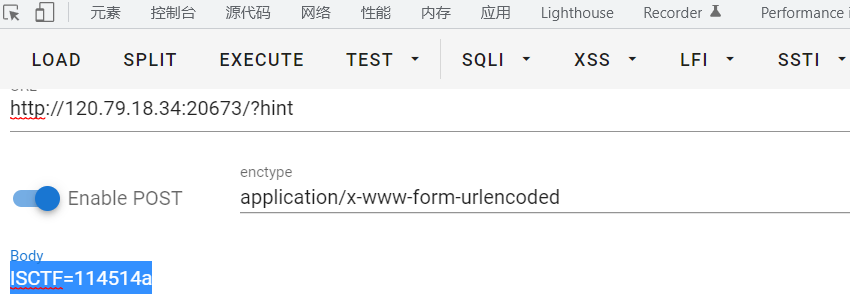 元素 控制台 源代码 网络 性能 内存 应用 Lighthouse Recorder Performance
LOAD SPLIT EXECUTE TEST SQLI XSS LFI SSTI
http://120.79.18.34:20673/?hint
enctype
Enable POST application/x-www-form-urlencoded
Body
ISCTF=114514a